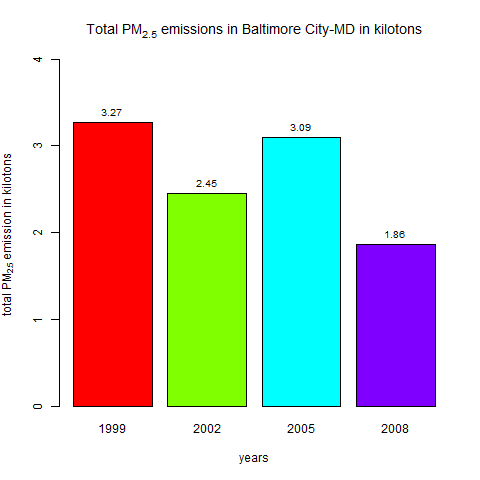 Total PM2.5 emissions in Baltimore City-MD in kilotons
total PM2.5 emission in kilotons
4
3
2
1
0
3.27
2.45
3.09
1.86
1999 2002 2005 2008
years